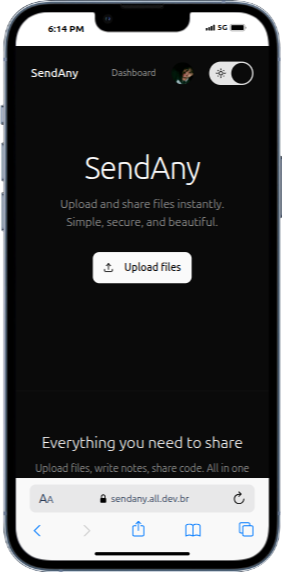 6:14 PM 5G
SendAny Dashboard
SendAny
Upload and share files instantly.
Simple, secure, and beautiful.
Upload files
Everything you need to share
Upload files, write notes, share code. All in one
AA sendany.all.dev.br